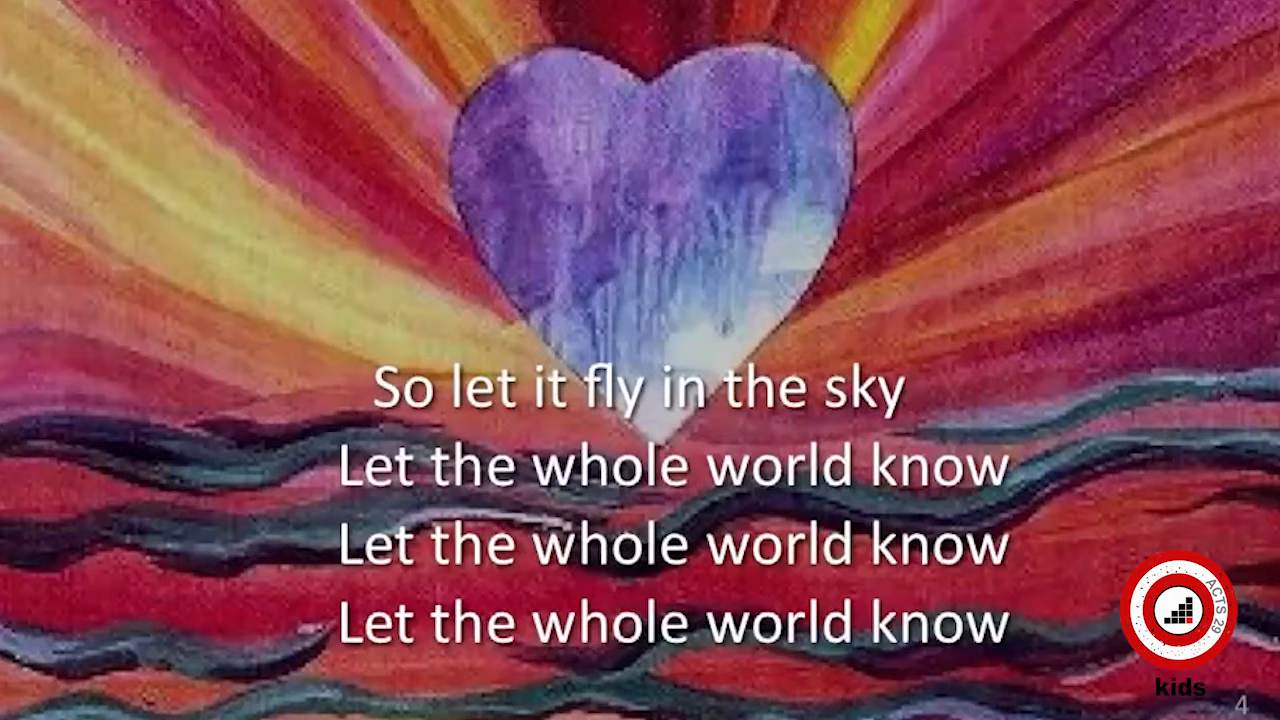 So let it fly in the sky
Let the whole world know
Let the whole world know
Let the whole world know
ACTS 29
kids
4